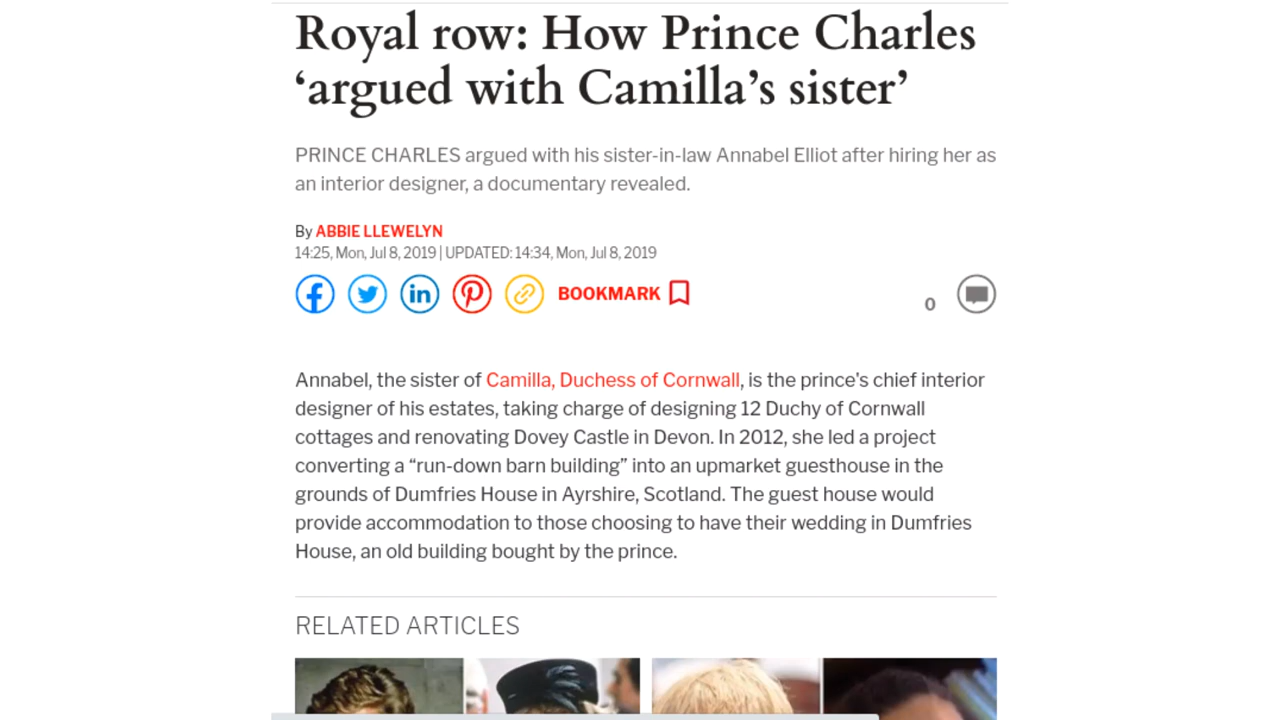 Royal row: How Prince Charles
‘argued with Camilla’s sister’
PRINCE CHARLES argued with his sister-in-law Annabel Elliot after hiring her as
an interior designer, a documentary revealed.
By ABBIE LLEWELYN
14:25, Mon, Jul 8, 2019 | UPDATED: 14:34, Mon, Jul 8, 2019
BOOKMARK
0
Annabel, the sister of Camilla, Duchess of Cornwall, is the prince's chief interior
designer of his estates, taking charge of designing 12 Duchy of Cornwall
cottages and renovating Dovey Castle in Devon. In 2012, she led a project
converting a “run-down barn building” into an upmarket guesthouse in the
grounds of Dumfries House in Ayrshire, Scotland. The guest house would
provide accommodation to those choosing to have their wedding in Dumfries
House, an old building bought by the prince.
RELATED ARTICLES